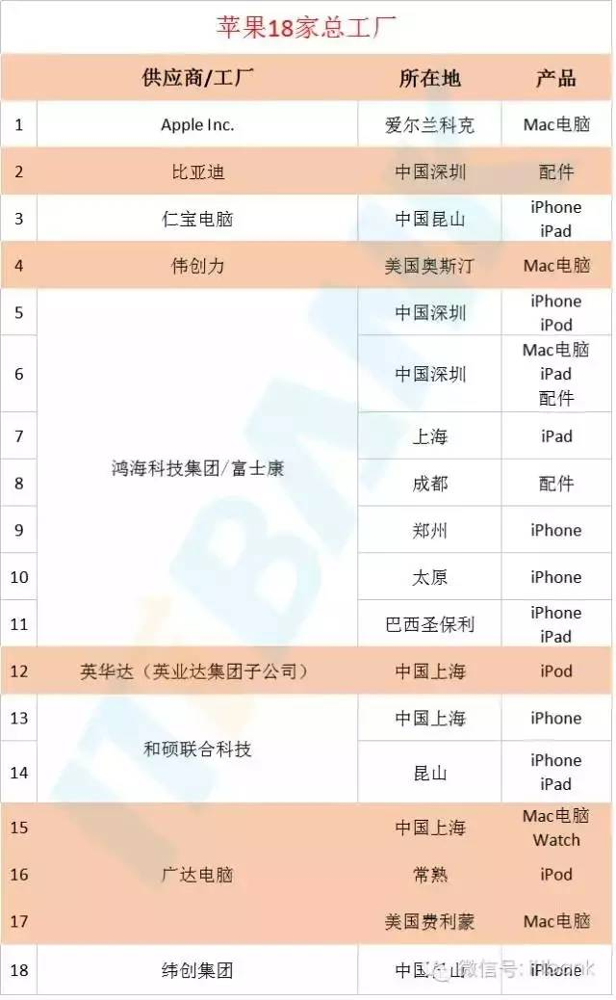 苹果18家总工厂
供应商/工厂 所在地 产品
1 Apple Inc. 爱尔兰科克 Mac电脑
2 比亚迪 中国深圳 配件
3 仁宝电脑 中国昆山 iPhone
iPad
4 伟创力 美国奥斯汀 Mac电脑
5 中国深圳 iPhone
iPod
6 中国深圳 Mac电脑
iPad
配件
7 上海 iPad
鸿海科技集团/富士康
8 成都 配件
9 郑州 iPhone
10 太原 iPhone
11 巴西圣保利 iPhone
iPad
12 英华达（英业达集团子公司） 中国上海 iPod
13 中国上海 iPhone
和硕联合科技
14 昆山 iPhone
iPad
15 中国上海 Mac电脑
Watch
16 广达电脑 常熟 iPod
17 美国费利蒙 Mac电脑
18 纬创集团 中国 山 iPhone
微信号:
ITBANK